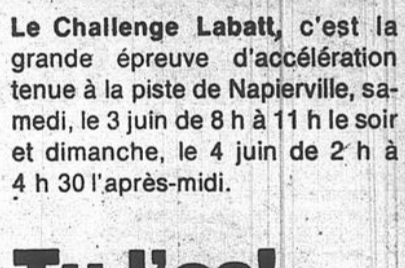 Le Challenge Labatt, c'est la
grande épreuve d'accélération
tenue à la piste de Napierville, sa-
medi, le 3 juin de 8 h à 11 h le soir
et dimanche, le 4 juin de 2 h à
4 h 30 l'après-midi.